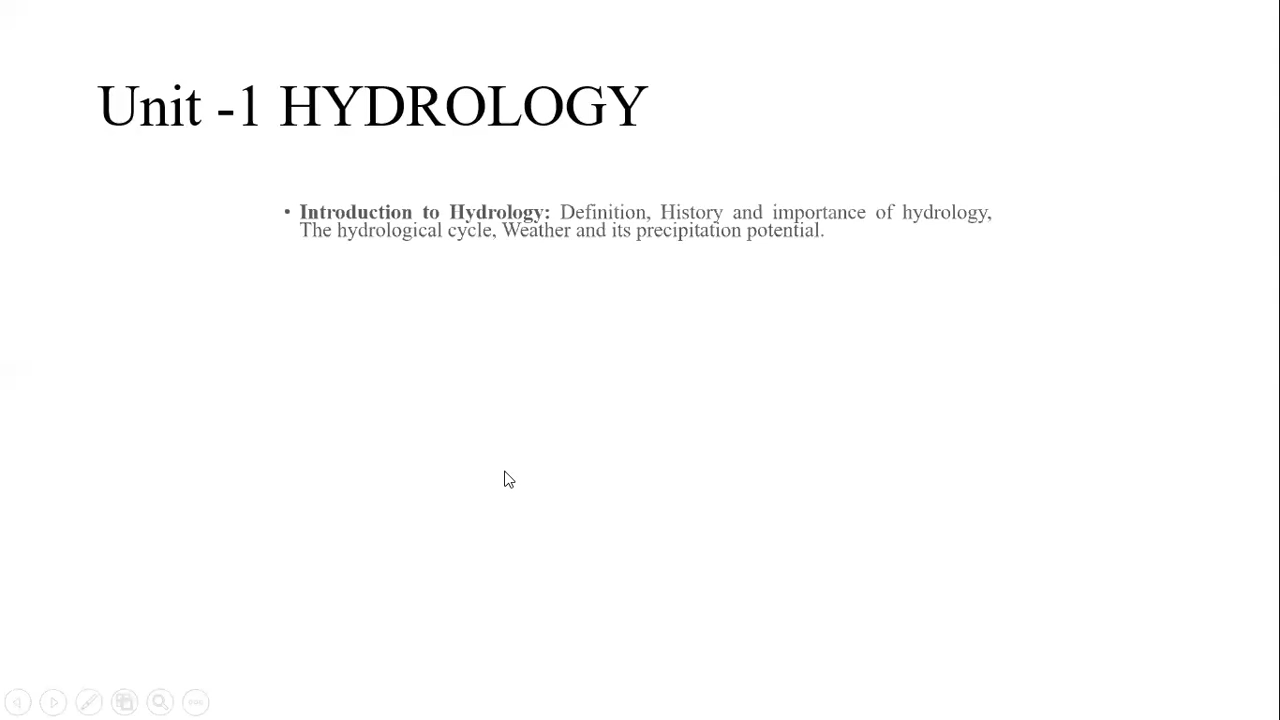 Unit -1 HYDROLOGY
• Introduction to Hydrology: Definition, History and importance of hydrology,
The hydrological cycle, Weather and its precipitation potential.